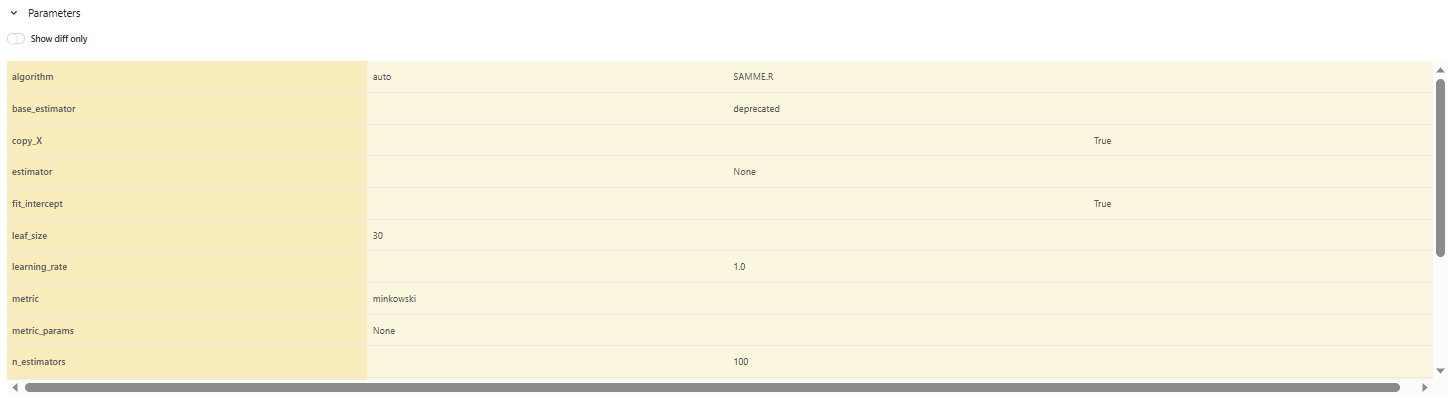 Parameters
Show diff only
algorithm auto SAMME.R
base_estimator deprecated
copy_X True
estimator None
fit_intercept True
leaf_size 30
learning_rate 1.0
metric minkowski
metric_params None
n_estimators 100